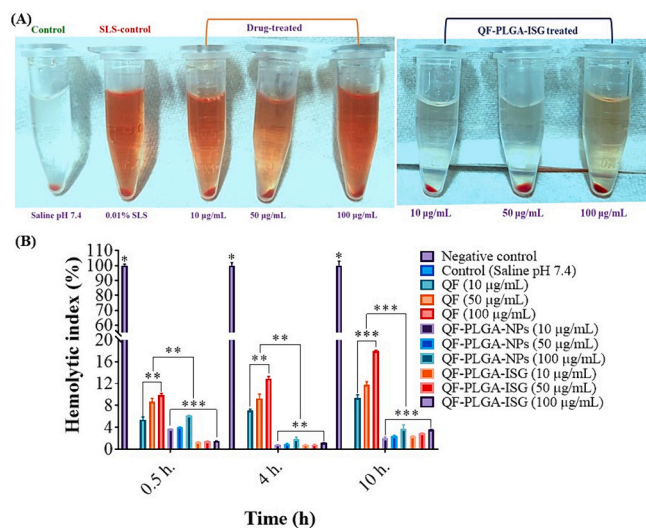 (A)
Control SLS-control Drug-treated QF-PLGA-ISG treated
Saline pH 7.4 0.01% SLS 10 µg/mL 50 µg/mL 100 µg/mL 10 µg/mL 50 µg/mL 100 µg/mL
(B)
Hemolytic index (%)
110
100
90
80
70
60
20
16
12
8
4
0
* ** ** ***
* ** ** **
* *** *** ***
0.5 h. 4 h. 10 h.
Time (h)
Negative control
Control (Saline pH 7.4)
QF (10 µg/mL)
QF (50 µg/mL)
QF (100 µg/mL)
QF-PLGA-NPs (10 µg/mL)
QF-PLGA-NPs (50 µg/mL)
QF-PLGA-NPs (100 µg/mL)
QF-PLGA-ISG (10 µg/mL)
QF-PLGA-ISG (50 µg/mL)
QF-PLGA-ISG (100 µg/mL)